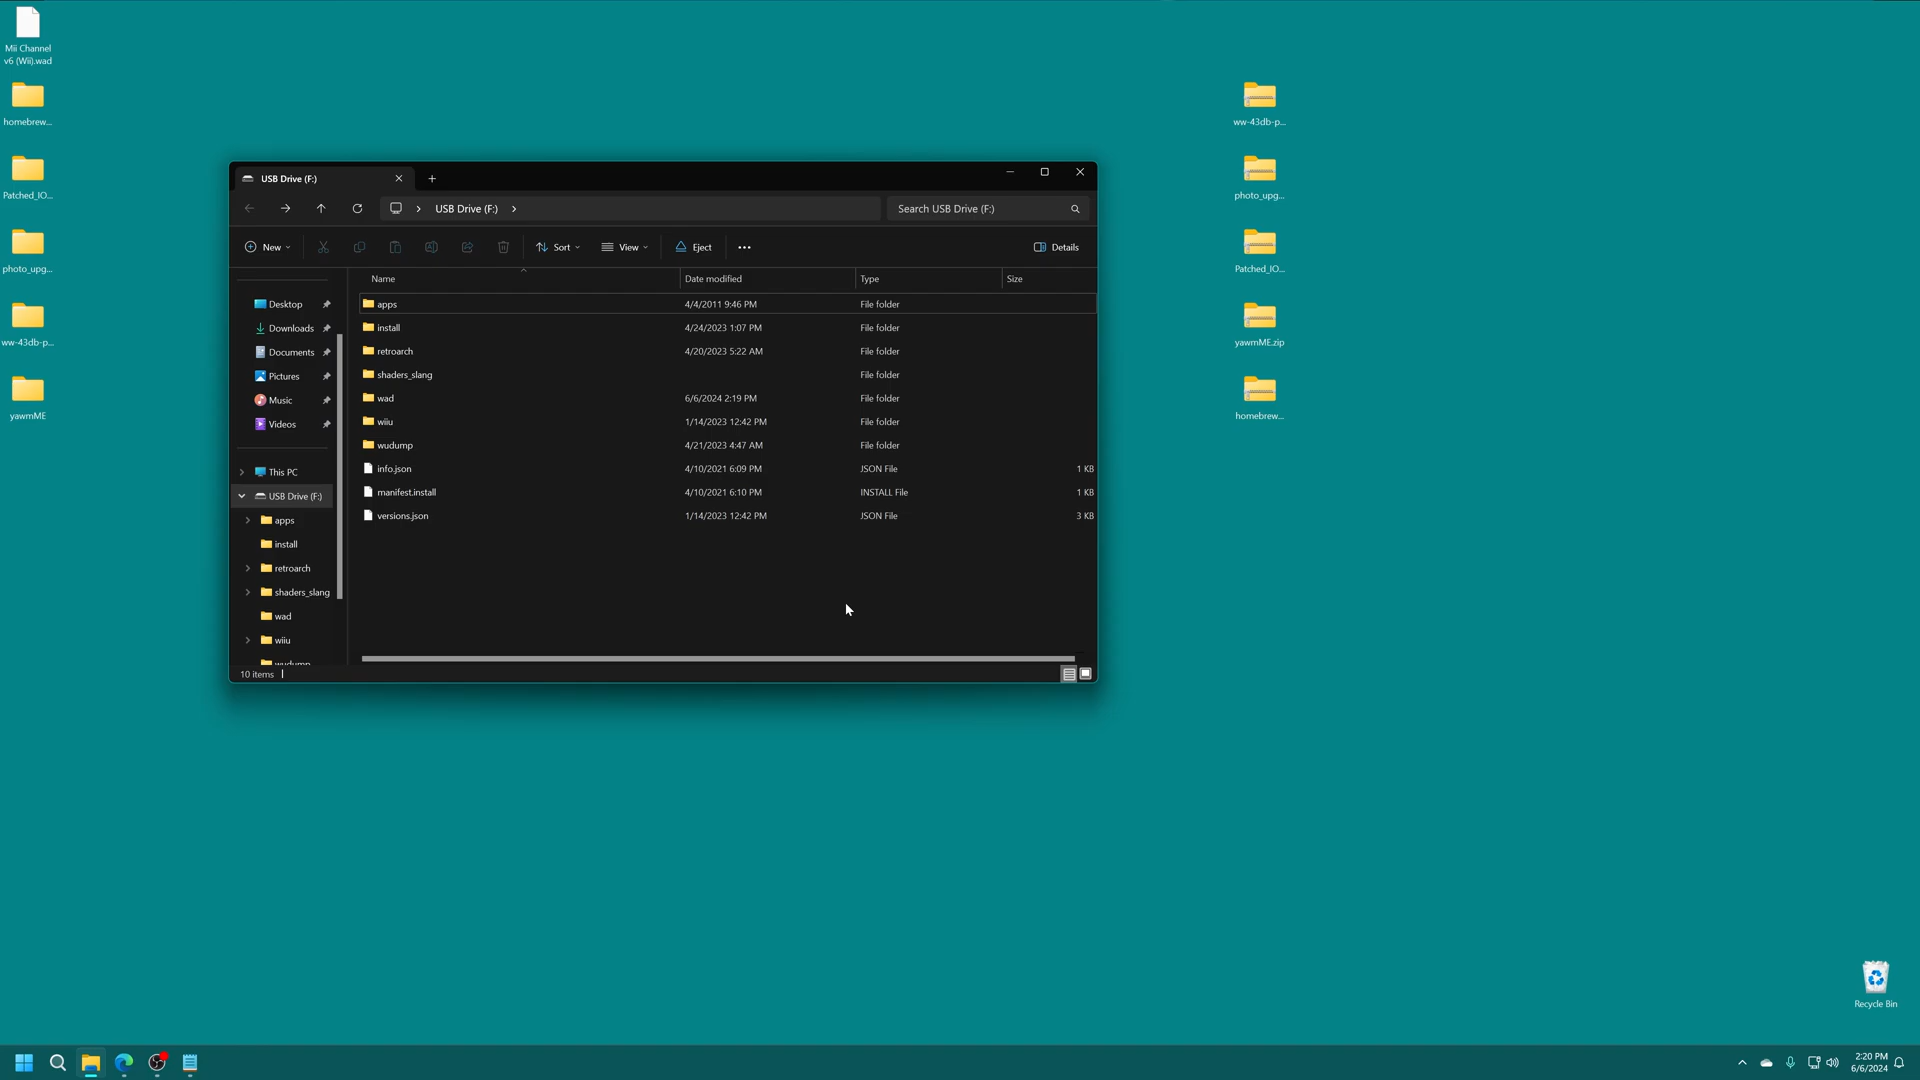 Mii Channel
v6 (Wii).wad
homebrew...
Patched_IO...
photo_upg...
ww-43db-p...
yawmME
USB Drive (F:)
USB Drive (F:)
Search USB Drive (F:)
New
Sort
View
Eject
Details
Name Date modified Type Size
Desktop
Downloads
Documents
Pictures
Music
Videos
This PC
USB Drive (F:)
apps
install
retroarch
shaders_slang
wad
wiiu
wudump
apps 4/4/2011 9:46 PM File folder
install 4/24/2023 1:07 PM File folder
retroarch 4/20/2023 5:22 AM File folder
shaders_slang File folder
wad 6/6/2024 2:19 PM File folder
wiiu 1/14/2023 12:42 PM File folder
wudump 4/21/2023 4:47 AM File folder
info.json 4/10/2021 6:09 PM JSON File 1 KB
manifest.install 4/10/2021 6:10 PM INSTALL File 1 KB
versions.json 1/14/2023 12:42 PM JSON File 3 KB
10 items
ww-43db-p...
photo_upg...
Patched_IO...
yawmME.zip
homebrew...
Recycle Bin
2:20 PM
6/6/2024